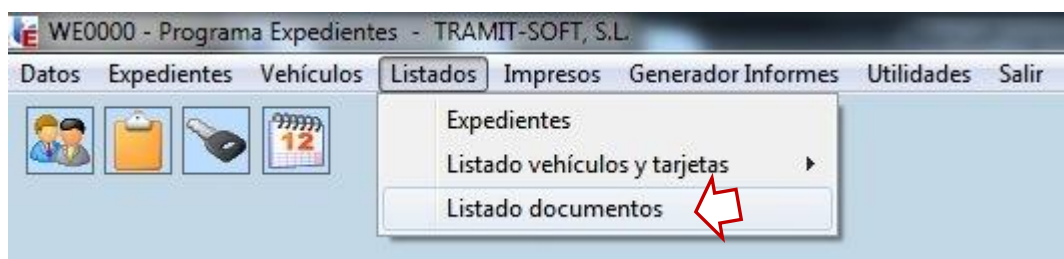 WE0000 - Programa Expedientes - TRAMIT-SOFT, S.L.
Datos Expedientes Vehículos Listados Impresos Generador Informes Utilidades Salir
12
Expedientes
Listado vehículos y tarjetas
Listado documentos